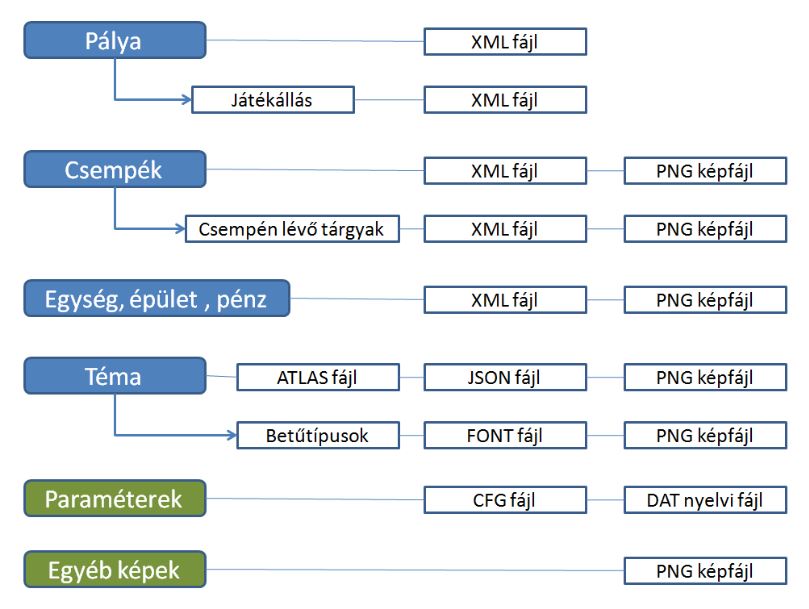 Pálya
XML fájl
Játékállás
XML fájl
Csempék
XML fájl
PNG képfájl
Csempén lévő tárgyak
XML fájl
PNG képfájl
Egység, épület , pénz
XML fájl
PNG képfájl
Téma
ATLAS fájl
JSON fájl
PNG képfájl
Betűtípusok
FONT fájl
PNG képfájl
Paraméterek
CFG fájl
DAT nyelvi fájl
Egyéb képek
PNG képfájl